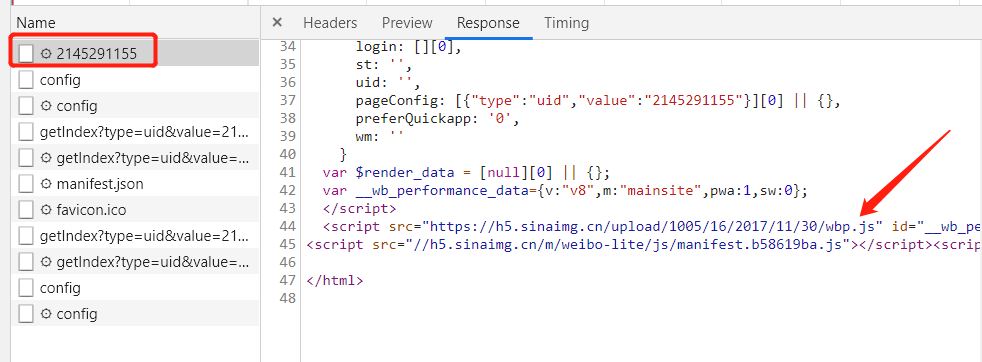 Name
2145291155
config
config
getIndex?type=uid&value=21...
getIndex?type=uid&value=...
manifest.json
favicon.ico
getIndex?type=uid&value=21...
getIndex?type=uid&value=...
config
config
× Headers Preview Response Timing
34 login: [][0],
35 st: '',
36 uid: '',
37 pageConfig: [{"type":"uid","value":"2145291155"}][0] || {},
38 preferQuickapp: '0',
39 wm: ''
40 }
41 var $render_data = [null][0] || {};
42 var __wb_performance_data={v:"v8",m:"mainsite",pwa:1,sw:0};
43 </script>
44 <script src="https://h5.sinaimg.cn/upload/1005/16/2017/11/30/wbp.js" id="__wb_pe
45 <script src="//h5.sinaimg.cn/m/weibo-lite/js/manifest.b58619ba.js"></script><scrip
46
47 </html>
48